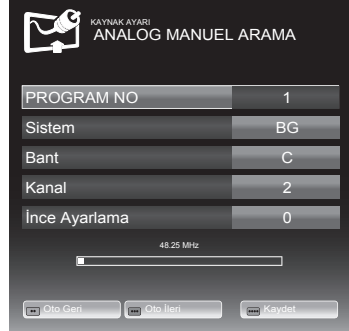 KAYNAK AYARI
ANALOG MANUEL ARAMA
PROGRAM NO 1
Sistem BG
Bant C
Kanal 2
İnce Ayarlama 0
48.25 MHz
Oto Geri Oto İleri Kaydet